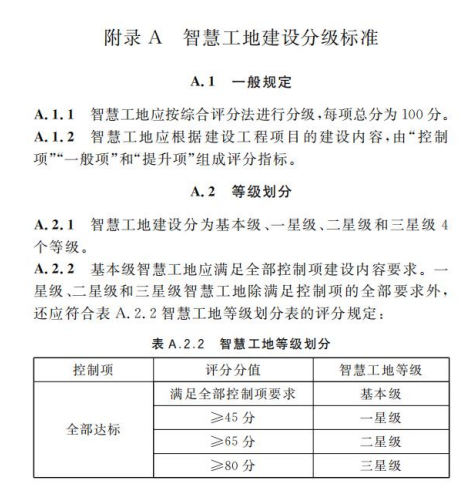 附录 A 智慧工地建设分级标准
A.1 一般规定
A.1.1 智慧工地应按综合评分法进行分级,每项总分为 100 分。
A.1.2 智慧工地应根据建设工程项目的建设内容,由“控制
项”“一般项”和“提升项”组成评分指标。
A.2 等级划分
A.2.1 智慧工地建设分为基本级、一星级、二星级和三星级 4
个等级。
A.2.2 基本级智慧工地应满足全部控制项建设内容要求。一
星级、二星级和三星级智慧工地除满足控制项的全部要求外,
还应符合表 A.2.2 智慧工地等级划分表的评分规定:
表 A.2.2 智慧工地等级划分
控制项 评分分值 智慧工地等级
全部达标 满足全部控制项要求 基本级
≥45 分 一星级
≥65 分 二星级
≥80 分 三星级